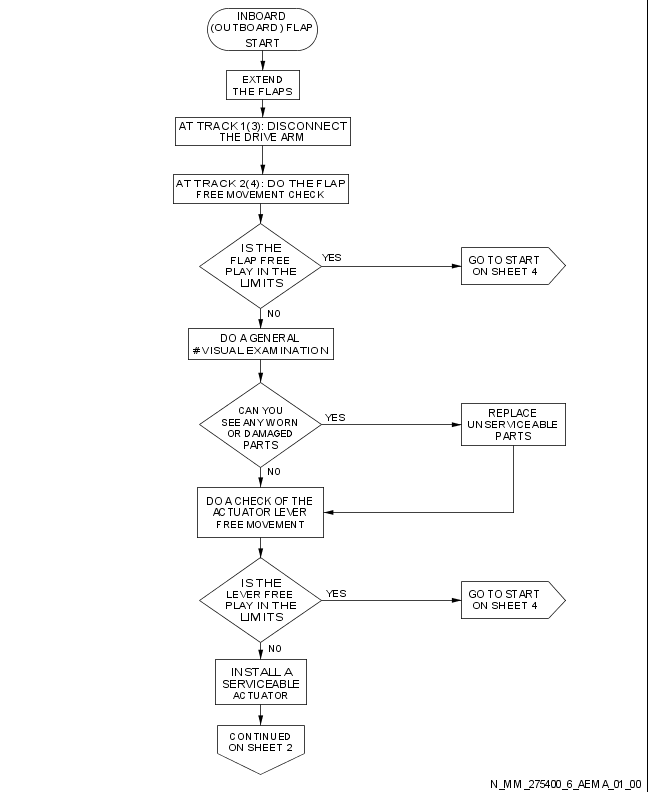 INBOARD
(OUTBOARD) FLAP
START
EXTEND
THE FLAPS
AT TRACK 1(3): DISCONNECT
THE DRIVE ARM
AT TRACK 2(4): DO THE FLAP
FREE MOVEMENT CHECK
IS THE
FLAP FREE
PLAY IN THE
LIMITS
YES
GO TO START
ON SHEET 4
NO
DO A GENERAL
#VISUAL EXAMINATION
CAN YOU
SEE ANY WORN
OR DAMAGED
PARTS
YES
REPLACE
UNSERVICEABLE
PARTS
NO
DO A CHECK OF THE
ACTUATOR LEVER
FREE MOVEMENT
IS THE
LEVER FREE
PLAY IN THE
LIMITS
YES
GO TO START
ON SHEET 4
NO
INSTALL A
SERVICEABLE
ACTUATOR
CONTINUED
ON SHEET 2
N_MM_275400_6_AEMA_01_00